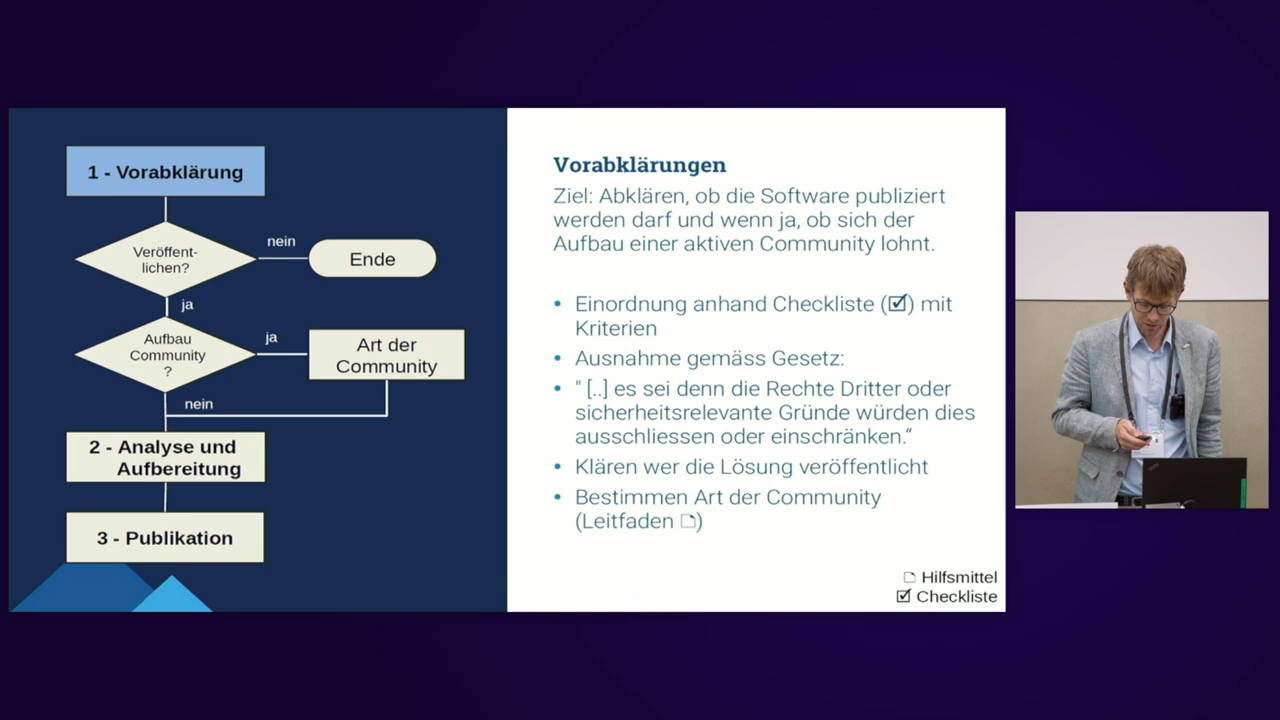 1 - Vorabklärung
Veröffent-
lichen?
nein
Ende
ja
Aufbau
Community
?
ja
Art der
Community
nein
2 - Analyse und
Aufbereitung
3 - Publikation
Vorabklärungen
Ziel: Abklären, ob die Software publiziert
werden darf und wenn ja, ob sich der
Aufbau einer aktiven Community lohnt.
• Einordnung anhand Checkliste (☑) mit
Kriterien
• Ausnahme gemäss Gesetz:
• " [..] es sei denn die Rechte Dritter oder
sicherheitsrelevante Gründe würden dies
ausschliessen oder einschränken.“
• Klären wer die Lösung veröffentlicht
• Bestimmen Art der Community
(Leitfaden 🗋)
🗋 Hilfsmittel
☑ Checkliste